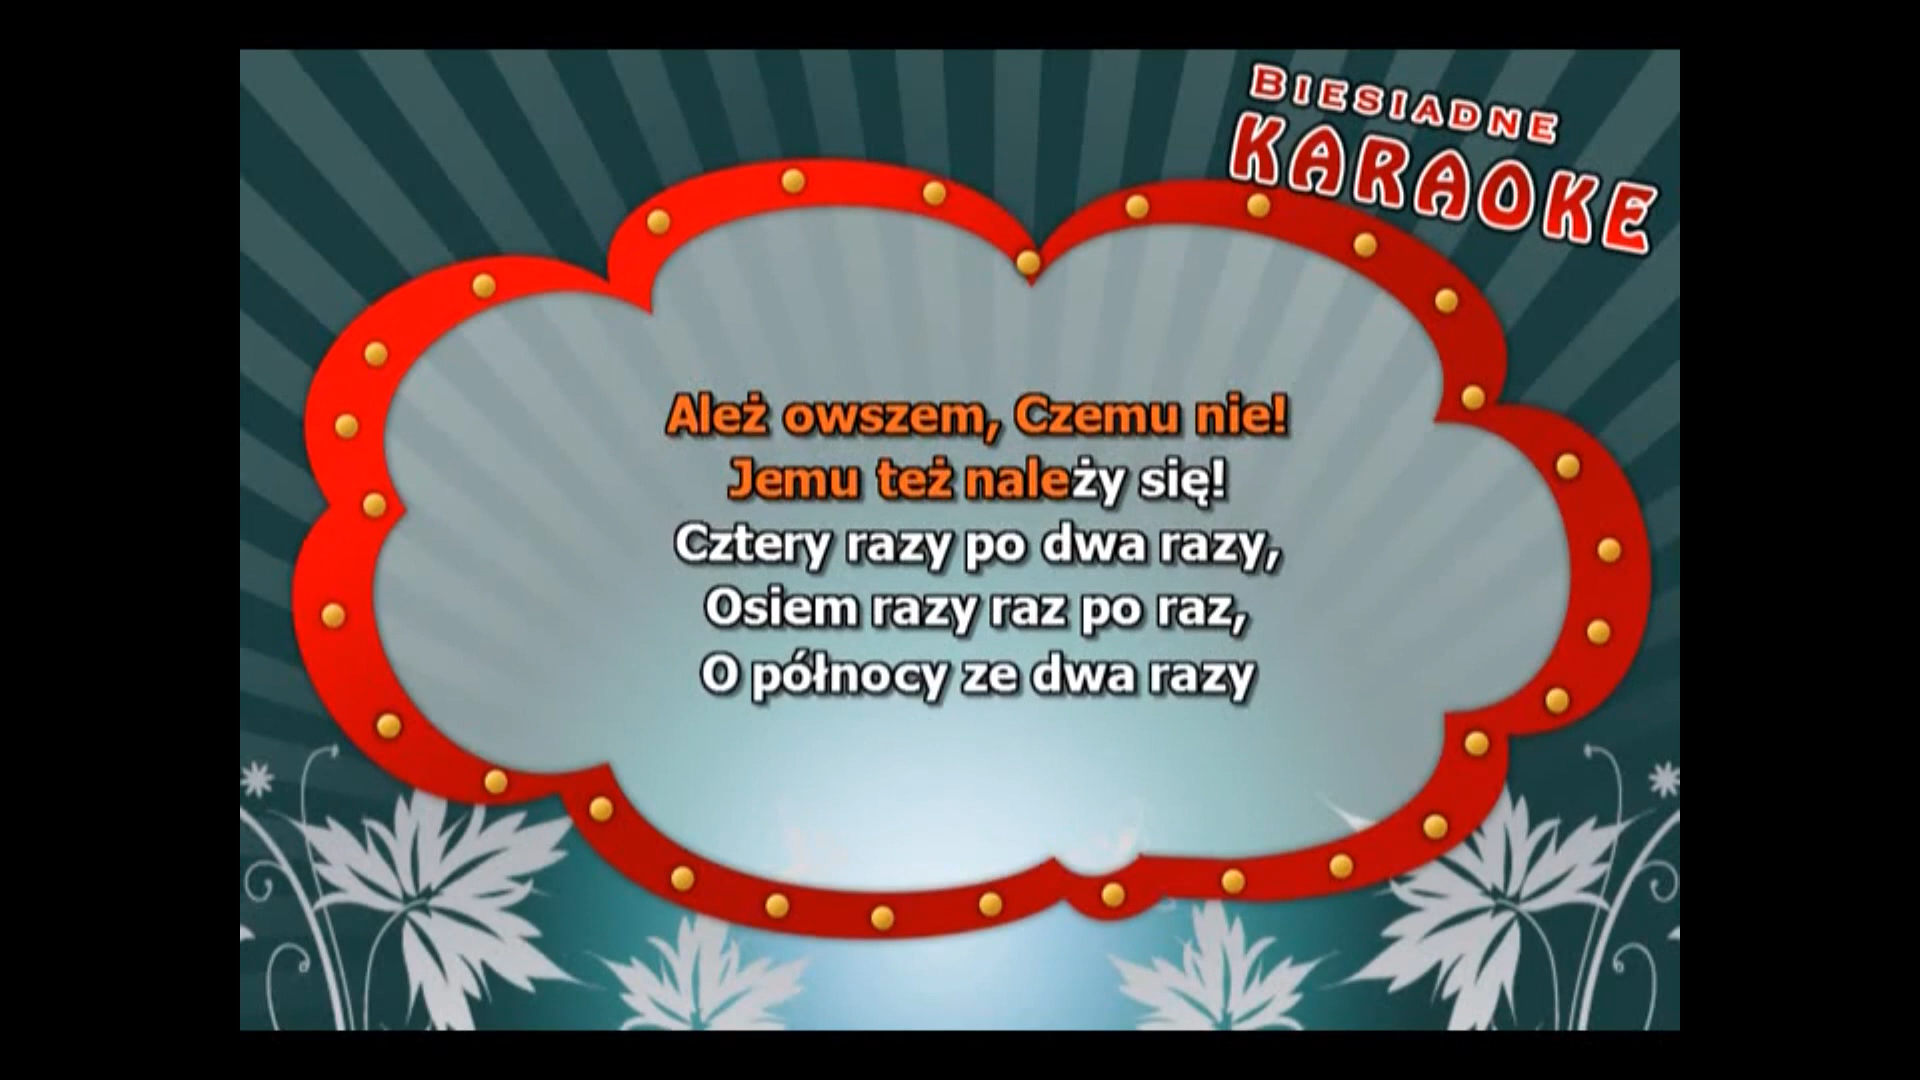 BIESIADNE
KARAOKE
Ależ owszem, Czemu nie!
Jemu też należy się!
Cztery razy po dwa razy,
Osiem razy raz po raz,
O północy ze dwa razy